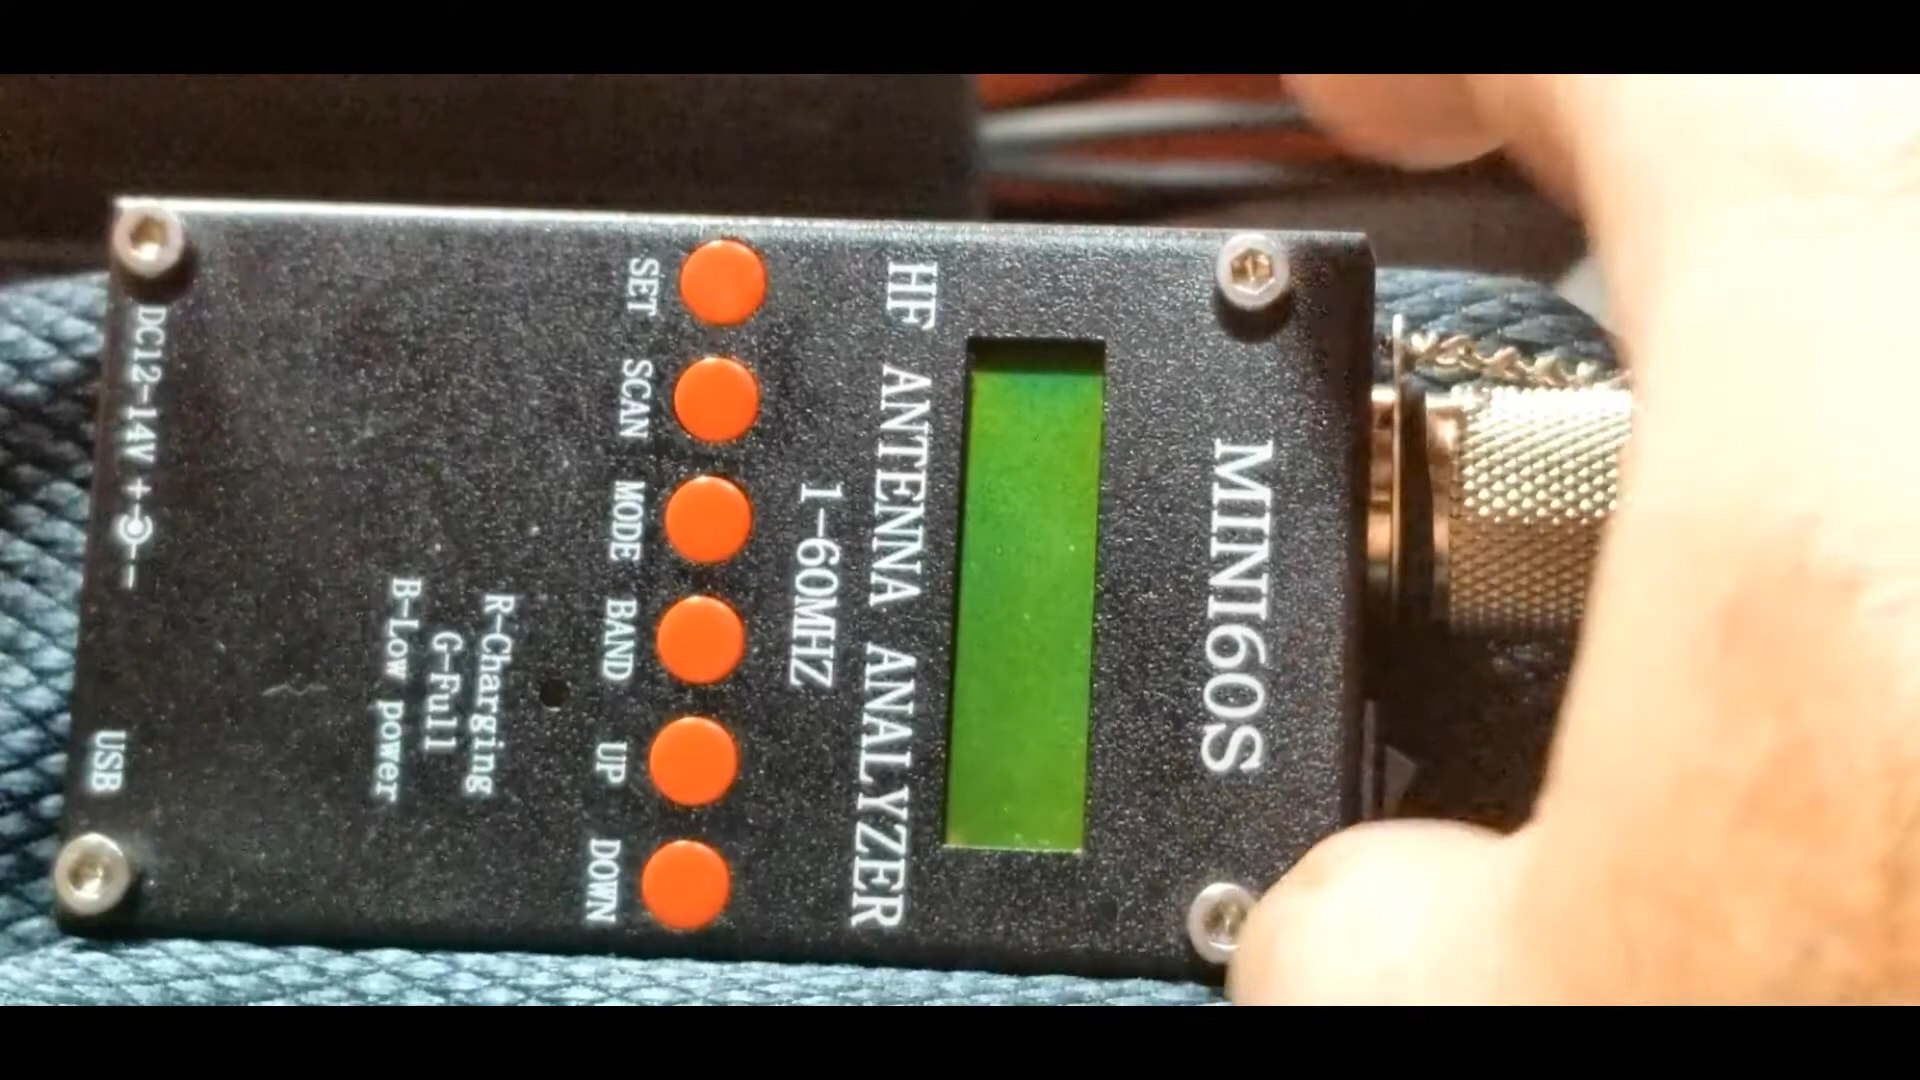 MINI60S
HF ANTENNA ANALYZER
1-60MHZ
SET SCAN MODE BAND UP DOWN
R-Charging
G-Full
B-Low power
DC12-14V + -
USB